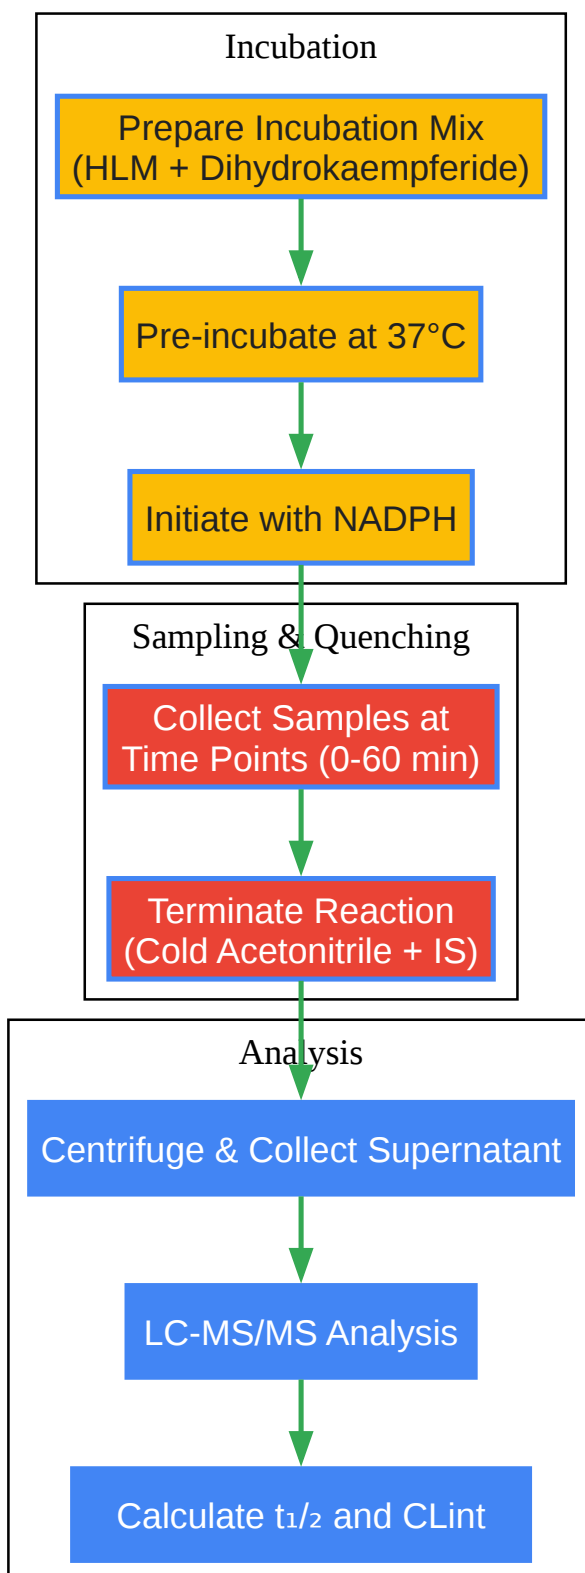 Incubation
Prepare Incubation Mix
(HLM + Dihydrokaempferide)
Pre-incubate at 37°C
Initiate with NADPH
Sampling & Quenching
Collect Samples at
Time Points (0-60 min)
Terminate Reaction
(Cold Acetonitrile + IS)
Analysis
Centrifuge & Collect Supernatant
LC-MS/MS Analysis
Calculate t₁/₂ and CLint